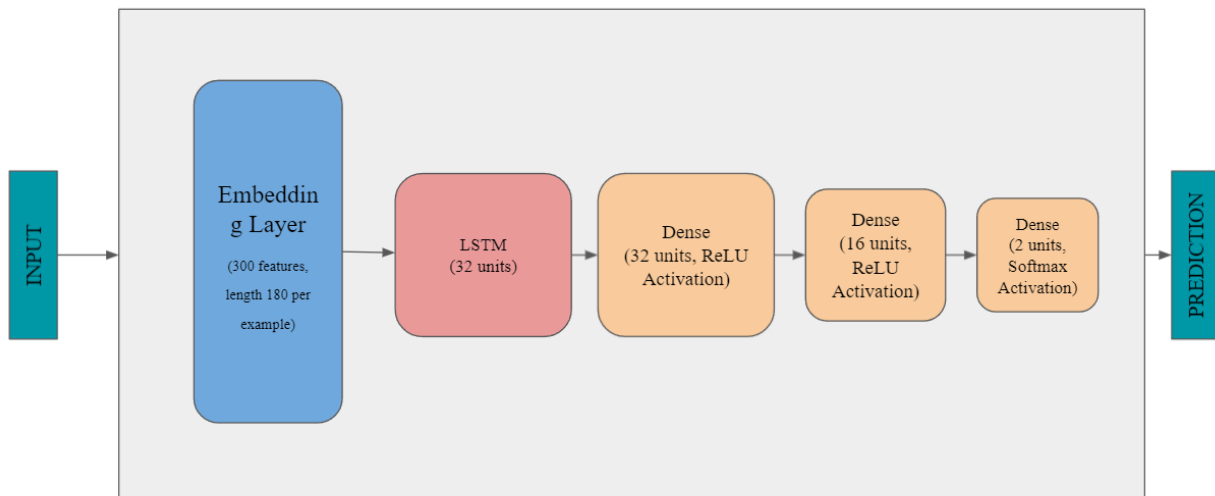 INPUT
Embeddin
g Layer
(300 features,
length 180 per
example)
LSTM
(32 units)
Dense
(32 units, ReLU
Activation)
Dense
(16 units,
ReLU
Activation)
Dense
(2 units,
Softmax
Activation)
PREDICTION